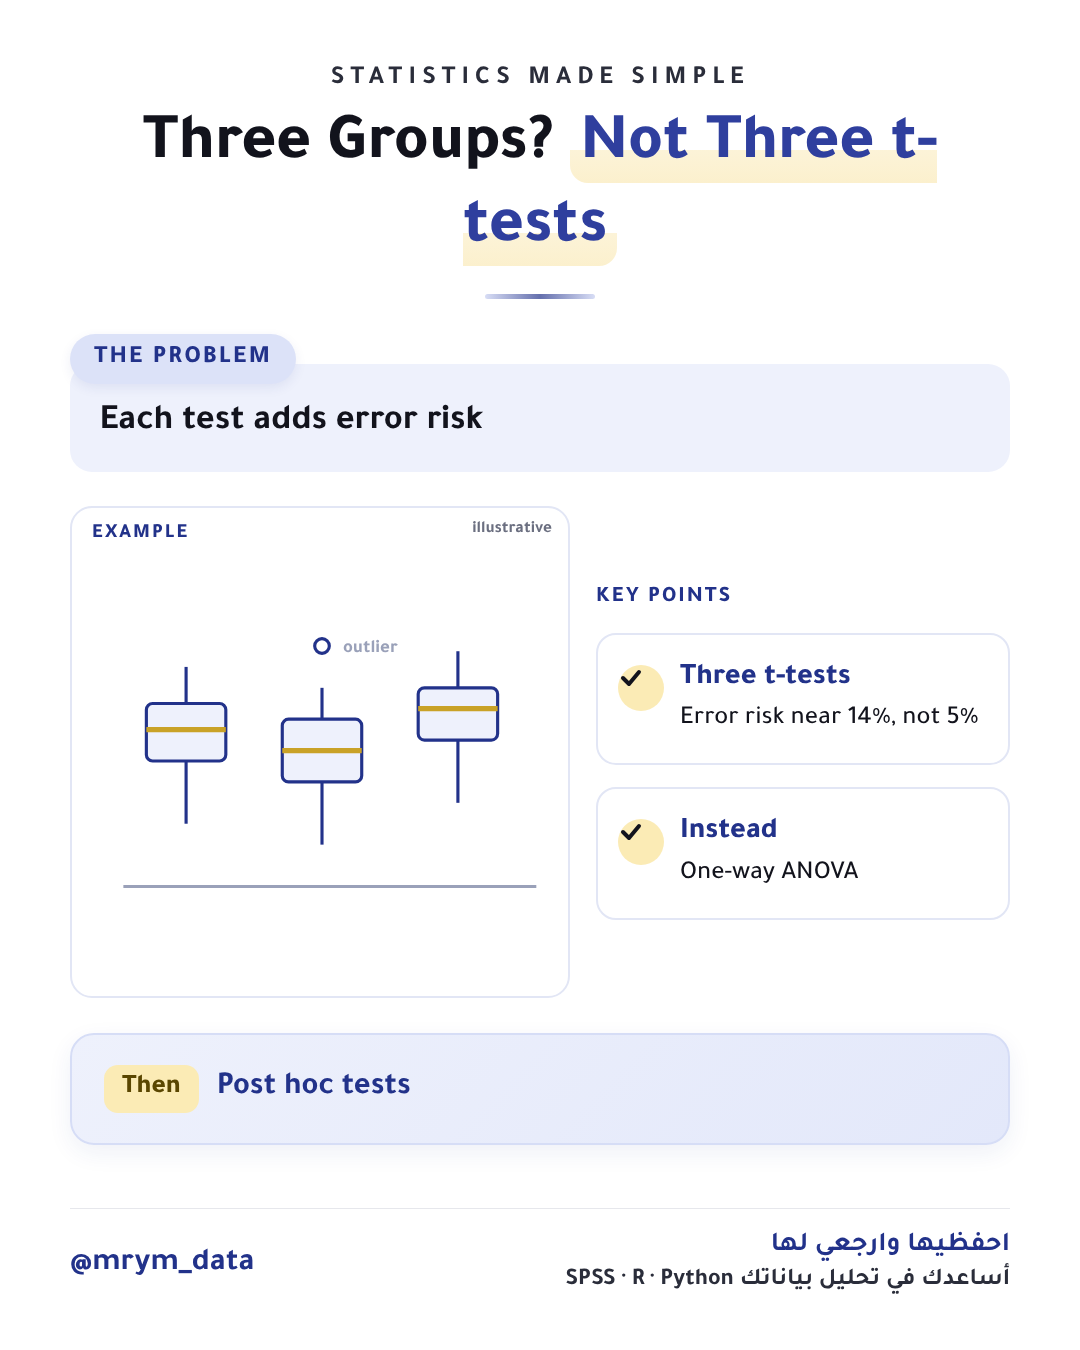 STATISTICS MADE SIMPLE
Three Groups? Not Three t-
tests
THE PROBLEM
Each test adds error risk
EXAMPLE
illustrative
outlier
KEY POINTS
Three t-tests
Error risk near 14%, not 5%
Instead
One-way ANOVA
Then
Post hoc tests
@mrym_data
احفظيها وارجعي لها
أساعدك في تحليل بياناتك SPSS · R · Python